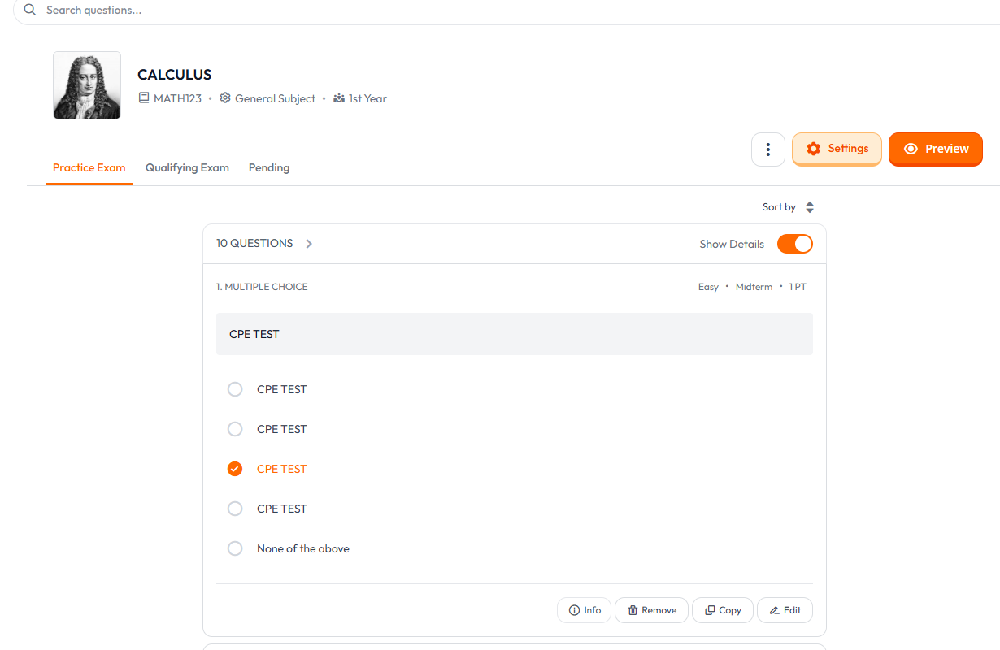 Search questions...
CALCULUS
MATH123 • General Subject • 1st Year
Settings
Preview
Practice Exam
Qualifying Exam
Pending
Sort by
10 QUESTIONS
Show Details
1. MULTIPLE CHOICE
Easy • Midterm • 1 PT
CPE TEST
CPE TEST
CPE TEST
CPE TEST
CPE TEST
None of the above
Info
Remove
Copy
Edit